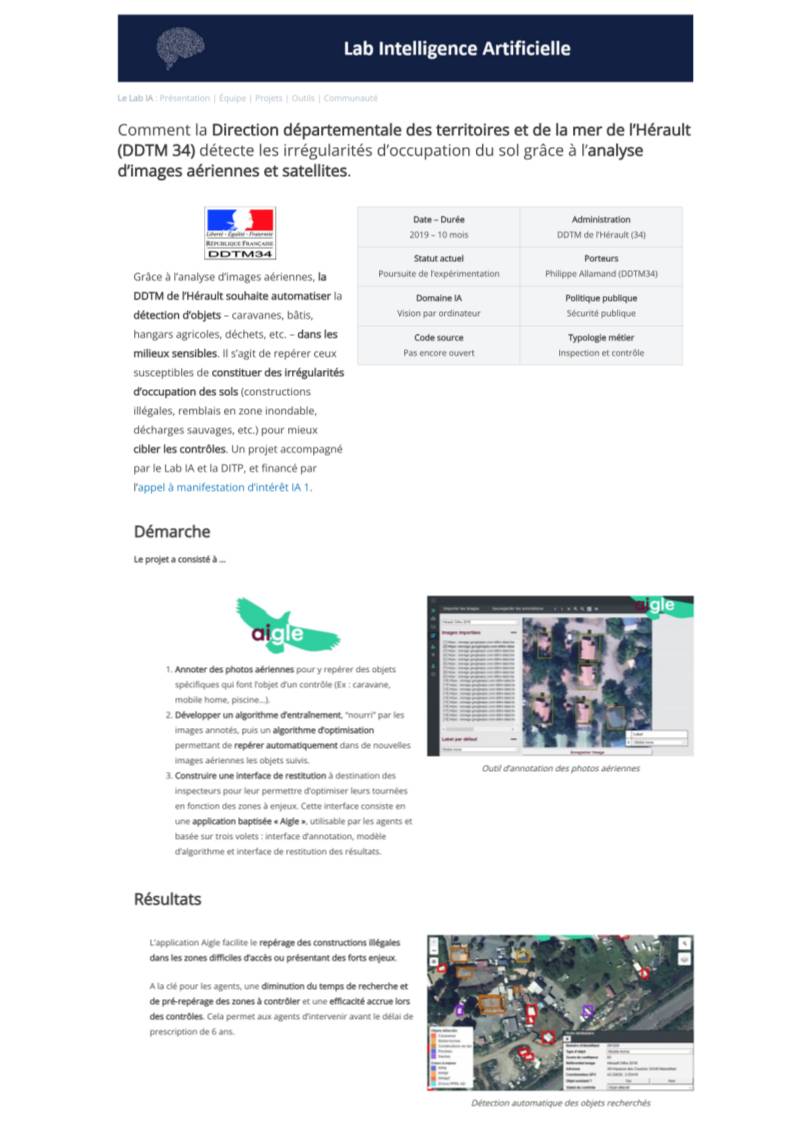 Lab Intelligence Artificielle
Le Lab IA : Présentation | Équipe | Projets | Outils | Communauté
Comment la Direction départementale des territoires et de la mer de l'Hérault
(DDTM 34) détecte les irrégularités d'occupation du sol grâce à l'analyse
d'images aériennes et satellites.
Liberté • Égalité • Fraternité
RÉPUBLIQUE FRANÇAISE
DDTM34
Grâce à l'analyse d'images aériennes, la
DDTM de l'Hérault souhaite automatiser la
détection d'objets – caravanes, bâtis,
hangars agricoles, déchets, etc. – dans les
milieux sensibles. Il s'agit de repérer ceux
susceptibles de constituer des irrégularités
d'occupation des sols (constructions
illégales, remblais en zone inondable,
décharges sauvages, etc.) pour mieux
cibler les contrôles. Un projet accompagné
par le Lab IA et la DITP, et financé par
l'appel à manifestation d'intérêt IA 1.
Date – Durée
2019 – 10 mois
Administration
DDTM de l'Hérault (34)
Statut actuel
Poursuite de l'expérimentation
Porteurs
Philippe Allamand (DDTM34)
Domaine IA
Vision par ordinateur
Politique publique
Sécurité publique
Code source
Pas encore ouvert
Typologie métier
Inspection et contrôle
Démarche
Le projet a consisté à ...
aigle
1. Annoter des photos aériennes pour y repérer des objets
spécifiques qui font l'objet d'un contrôle (Ex : caravane,
mobile home, piscine...).
2. Développer un algorithme d'entraînement, "nourri" par les
images annotés, puis un algorithme d'optimisation
permettant de repérer automatiquement dans de nouvelles
images aériennes les objets suivis.
3. Construire une interface de restitution à destination des
inspecteurs pour leur permettre d'optimiser leurs tournées
en fonction des zones à enjeux. Cette interface consiste en
une application baptisée « Aigle », utilisable par les agents et
basée sur trois volets : interface d'annotation, modèle
d'algorithme et interface de restitution des résultats.
Importer les images
Sauvegarder les annotations
aigle
Images importées
Label par défaut
Enregistrer l'image
Outil d'annotation des photos aériennes
Résultats
L'application Aigle facilite le repérage des constructions illégales
dans les zones difficiles d'accès ou présentant des forts enjeux.
A la clé pour les agents, une diminution du temps de recherche et
de pré-repérage des zones à contrôler et une efficacité accrue lors
des contrôles. Cela permet aux agents d'intervenir avant le délai de
prescription de 6 ans.
Détection automatique des objets recherchés